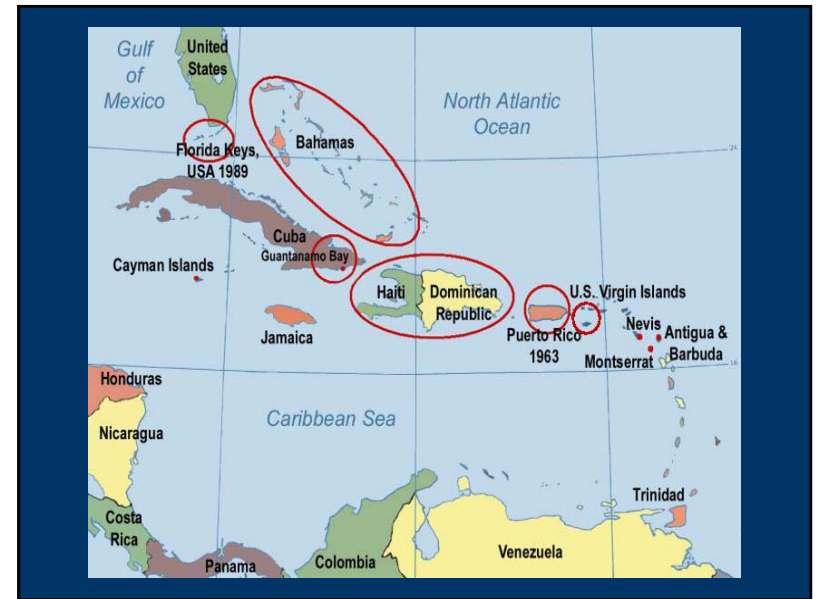 Gulf
of
Mexico
United
States
North Atlantic
Ocean
Florida Keys,
USA 1989
Bahamas
24
Cuba
Guantanamo Bay
Cayman Islands
Haiti
Dominican
Republic
U.S. Virgin Islands
Jamaica
Puerto Rico
1963
Nevis
Antigua &
Barbuda
Montserrat
16
Honduras
Nicaragua
Caribbean Sea
Trinidad
Costa
Rica
Panama
Colombia
Venezuela